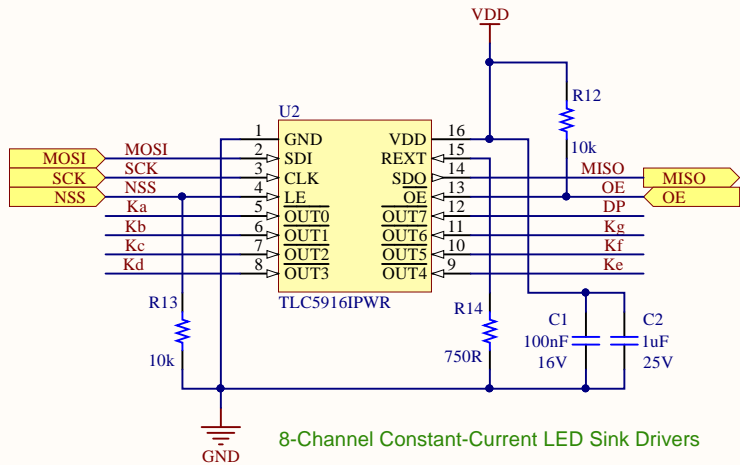 VDD
R12
10k
U2
1 GND VDD 16
MOSI MOSI 2 SDI REXT 15
SCK SCK 3 CLK SDO 14 MISO MISO
NSS NSS 4 LE OE 13 OE OE
Ka 5 OUT0 OUT7 12 DP
Kb 6 OUT1 OUT6 11 Kg
Kc 7 OUT2 OUT5 10 Kf
Kd 8 OUT3 OUT4 9 Ke
TLC5916IPWR
R13
10k
R14
750R
C1
100nF
16V
C2
1uF
25V
GND
8-Channel Constant-Current LED Sink Drivers